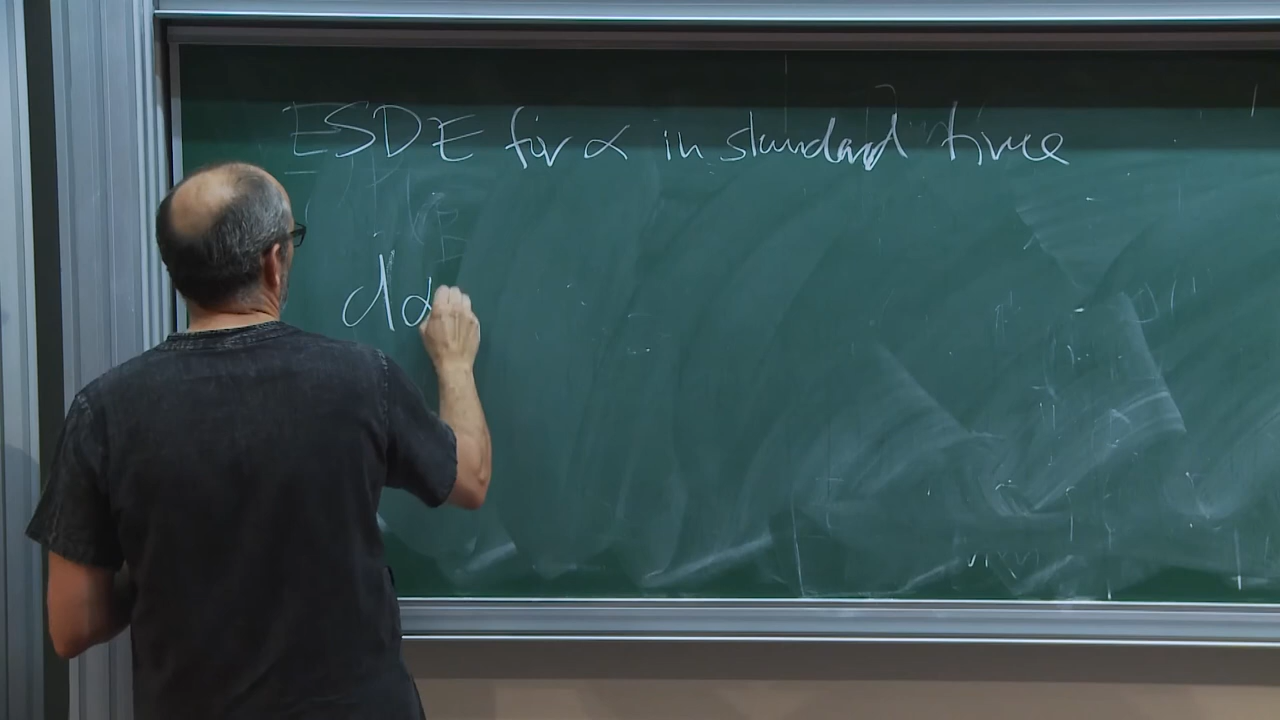 ESDE for α in standard time
dα